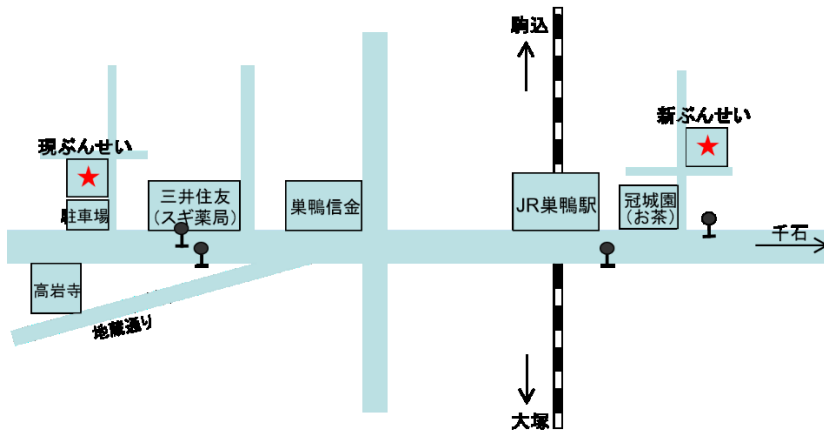 駒込
現ぶんせい
新ぶんせい
三井住友
(スギ薬局)
巣鴨信金
JR巣鴨駅
冠城園
(お茶)
駐車場
千石
高岩寺
地蔵通り
大塚